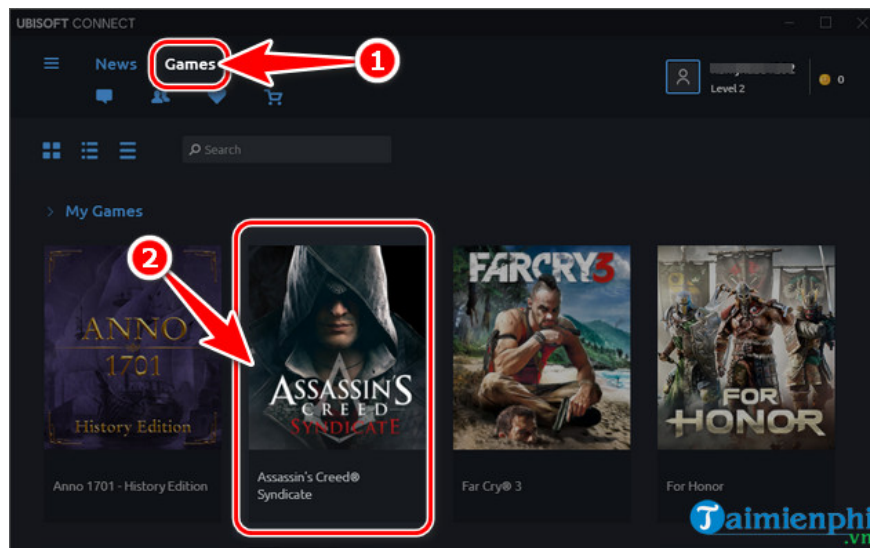 UBISOFT CONNECT
News Games
1
Level 2
0
Search
My Games
2
ANNO
1701
History Edition
ASSASSIN'S
CREED
SYNDICATE
FARCRY3
FOR
HONOR
Anno 1701 - History Edition
Assassin's Creed®
Syndicate
Far Cry® 3
For Honor
Taimienphi
.vn